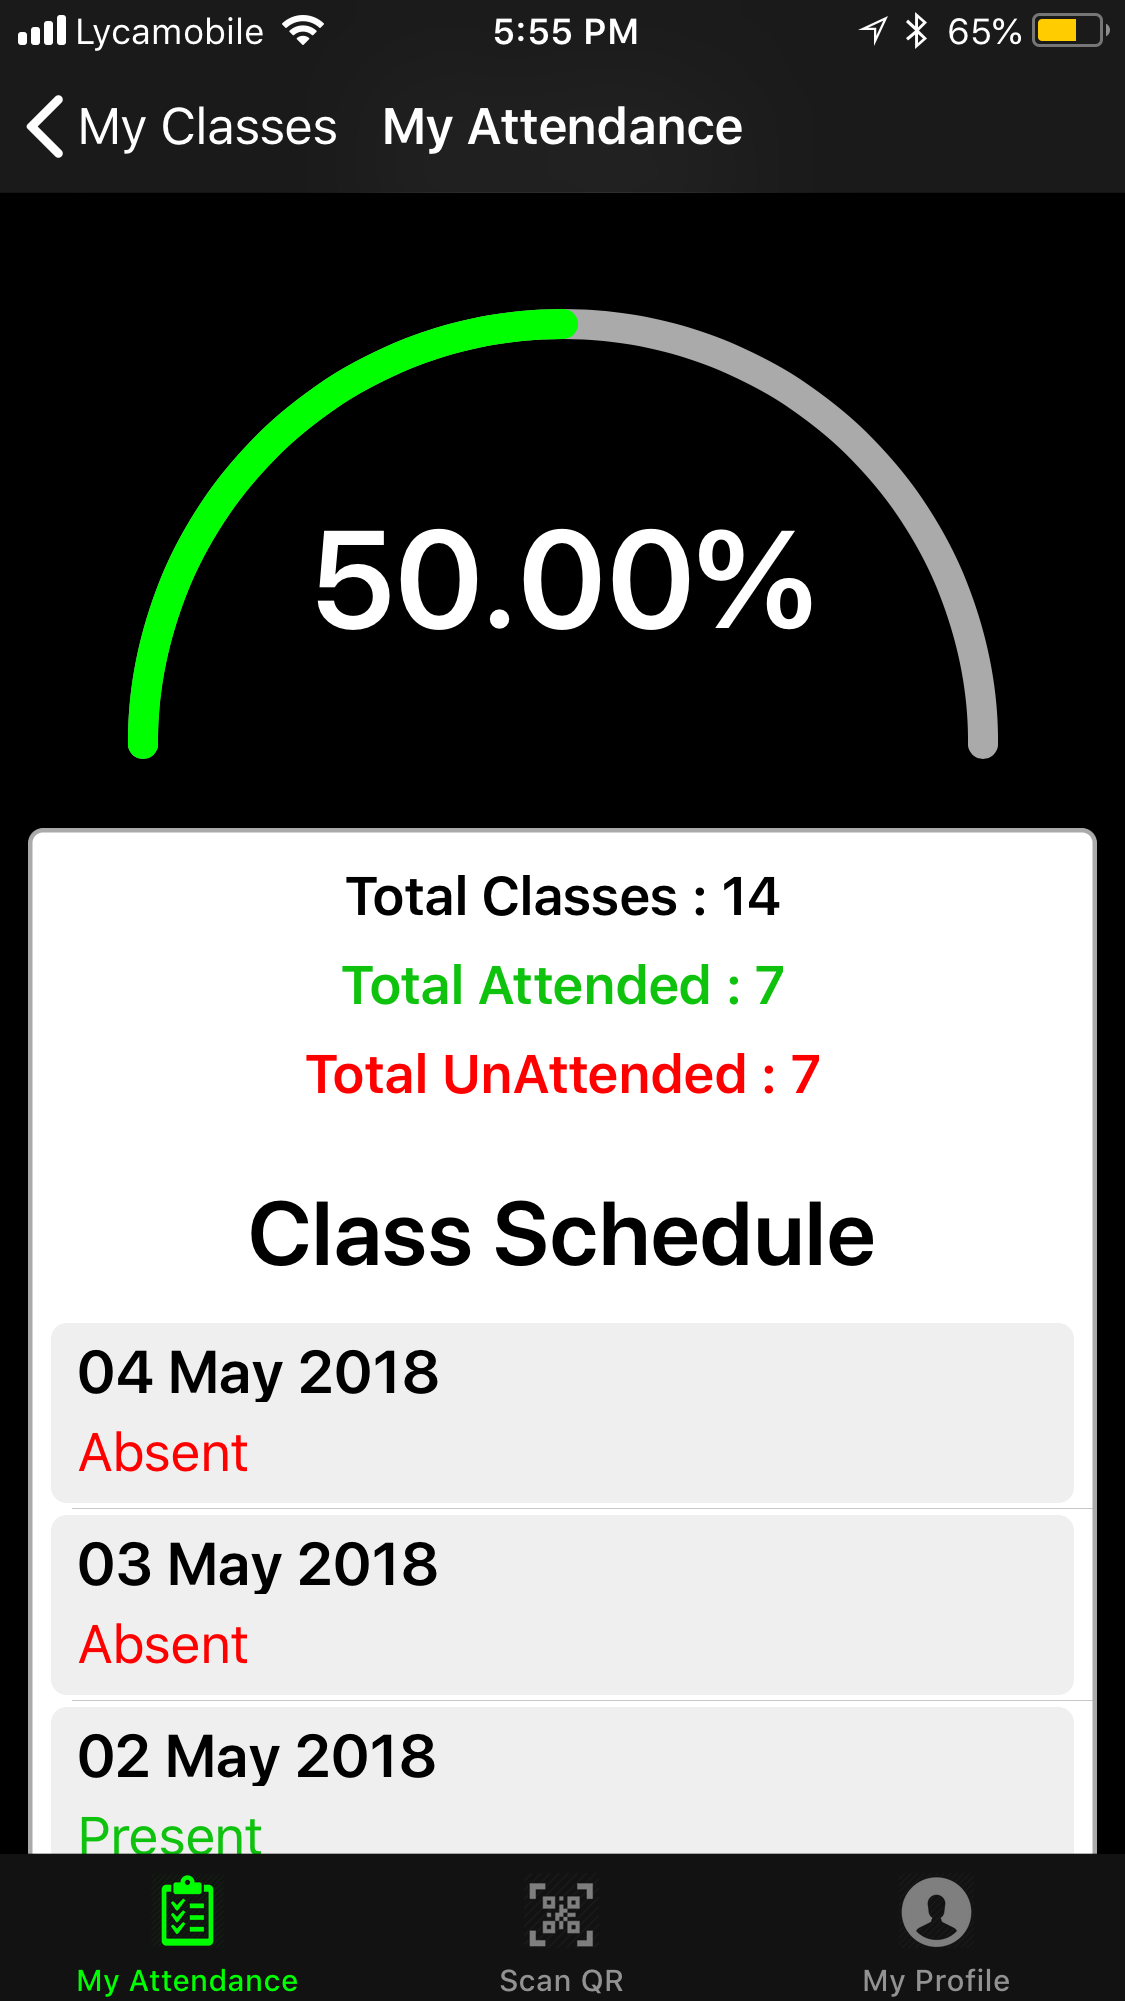 Lycamobile 5:55 PM 65%
My Classes My Attendance
50.00%
Total Classes : 14
Total Attended : 7
Total UnAttended : 7
Class Schedule
04 May 2018
Absent
03 May 2018
Absent
02 May 2018
Present
My Attendance Scan QR My Profile